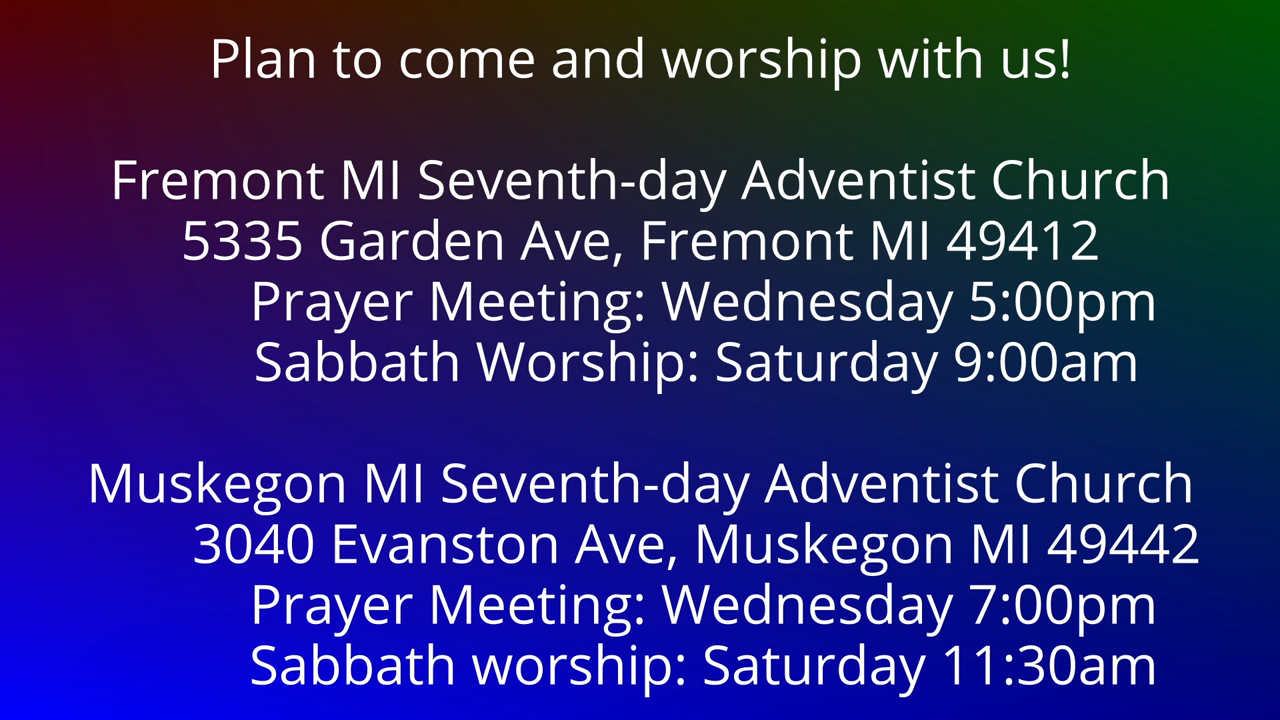 Plan to come and worship with us!
Fremont MI Seventh-day Adventist Church
5335 Garden Ave, Fremont MI 49412
Prayer Meeting: Wednesday 5:00pm
Sabbath Worship: Saturday 9:00am
Muskegon MI Seventh-day Adventist Church
3040 Evanston Ave, Muskegon MI 49442
Prayer Meeting: Wednesday 7:00pm
Sabbath worship: Saturday 11:30am